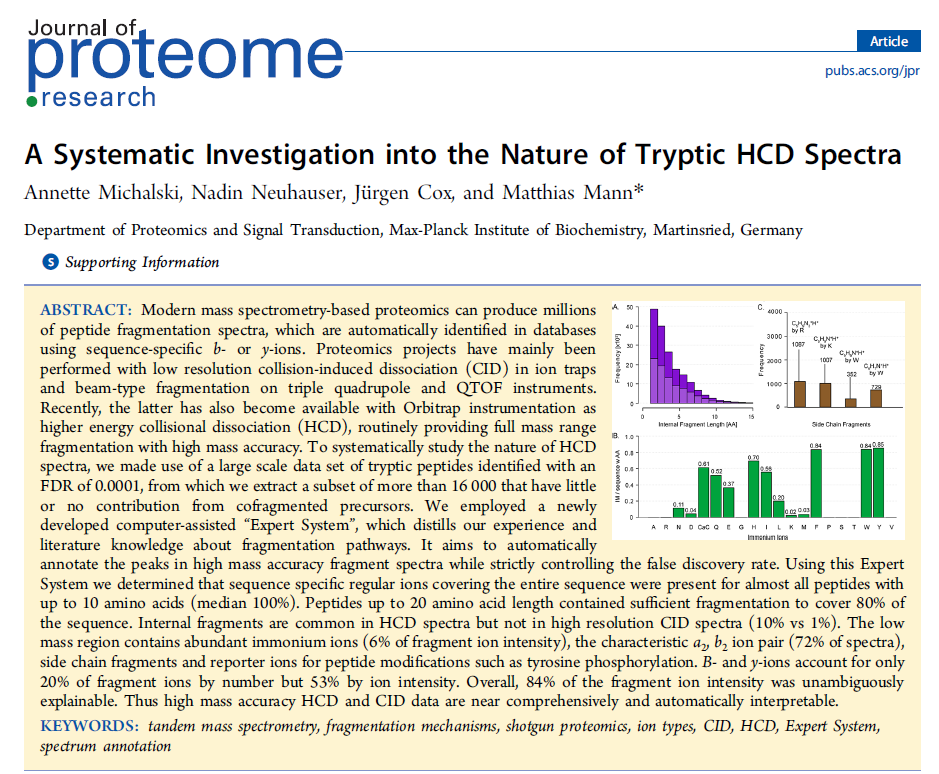 Journal of
proteome
research
Article
pubs.acs.org/jpr
A Systematic Investigation into the Nature of Tryptic HCD Spectra
Annette Michalski, Nadin Neuhauser, Jürgen Cox, and Matthias Mann*
Department of Proteomics and Signal Transduction, Max-Planck Institute of Biochemistry, Martinsried, Germany
S Supporting Information
ABSTRACT: Modern mass spectrometry-based proteomics can produce millions
of peptide fragmentation spectra, which are automatically identified in databases
using sequence-specific b- or y-ions. Proteomics projects have mainly been
performed with low resolution collision-induced dissociation (CID) in ion traps
and beam-type fragmentation on triple quadrupole and QTOF instruments.
Recently, the latter has also become available with Orbitrap instrumentation as
higher energy collisional dissociation (HCD), routinely providing full mass range
fragmentation with high mass accuracy. To systematically study the nature of HCD
spectra, we made use of a large scale data set of tryptic peptides identified with an
FDR of 0.0001, from which we extract a subset of more than 16 000 that have little
or no contribution from cofragmented precursors. We employed a newly
developed computer-assisted “Expert System”, which distills our experience and
literature knowledge about fragmentation pathways. It aims to automatically
annotate the peaks in high mass accuracy fragment spectra while strictly controlling the false discovery rate. Using this Expert
System we determined that sequence specific regular ions covering the entire sequence were present for almost all peptides with
up to 10 amino acids (median 100%). Peptides up to 20 amino acid length contained sufficient fragmentation to cover 80% of
the sequence. Internal fragments are common in HCD spectra but not in high resolution CID spectra (10% vs 1%). The low
mass region contains abundant immonium ions (6% of fragment ion intensity), the characteristic a₂, b₂ ion pair (72% of spectra),
side chain fragments and reporter ions for peptide modifications such as tyrosine phosphorylation. B- and y-ions account for only
20% of fragment ions by number but 53% by ion intensity. Overall, 84% of the fragment ion intensity was unambiguously
explainable. Thus high mass accuracy HCD and CID data are near comprehensively and automatically interpretable.
A.
50
40
30
20
10
0
Frequency [x10³]
0 5 10 15
Internal Fragment Length [AA]
C.
4000
3000
2000
1000
0
Frequency
by R
1087
by K
1007
by W
352
by W
729
Side Chain Fragments
B.
1.0
0.8
0.6
0.4
0.2
0
IM / sequence w AA
0.11 0.04 0.61 0.52 0.37 0.70 0.56 0.20 0.02 0.03 0.84 0.84 0.85
A R N D CaC Q E G H I L K M F P S T W Y V
Immonium Ions
KEYWORDS: tandem mass spectrometry, fragmentation mechanisms, shotgun proteomics, ion types, CID, HCD, Expert System,
spectrum annotation